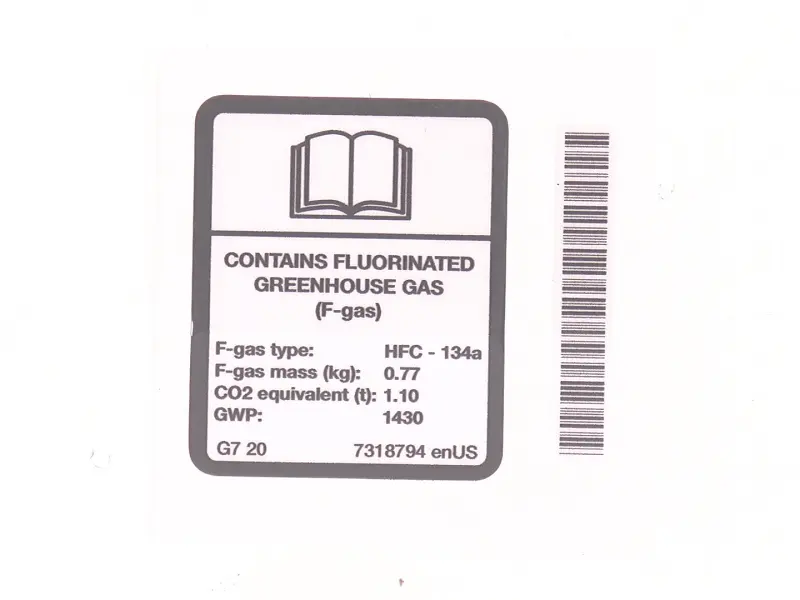 CONTAINS FLUORINATED
GREENHOUSE GAS
(F-gas)
F-gas type: HFC - 134a
F-gas mass (kg): 0.77
CO2 equivalent (t): 1.10
GWP: 1430
G7 20 7318794 enUS